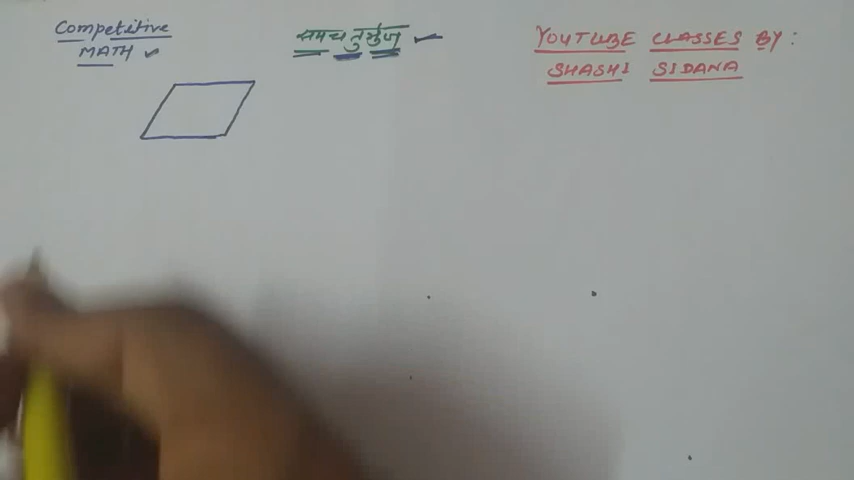 Competitive
MATH
समचतुर्भुज
YOUTUBE CLASSES BY :
SHASHI SIDANA